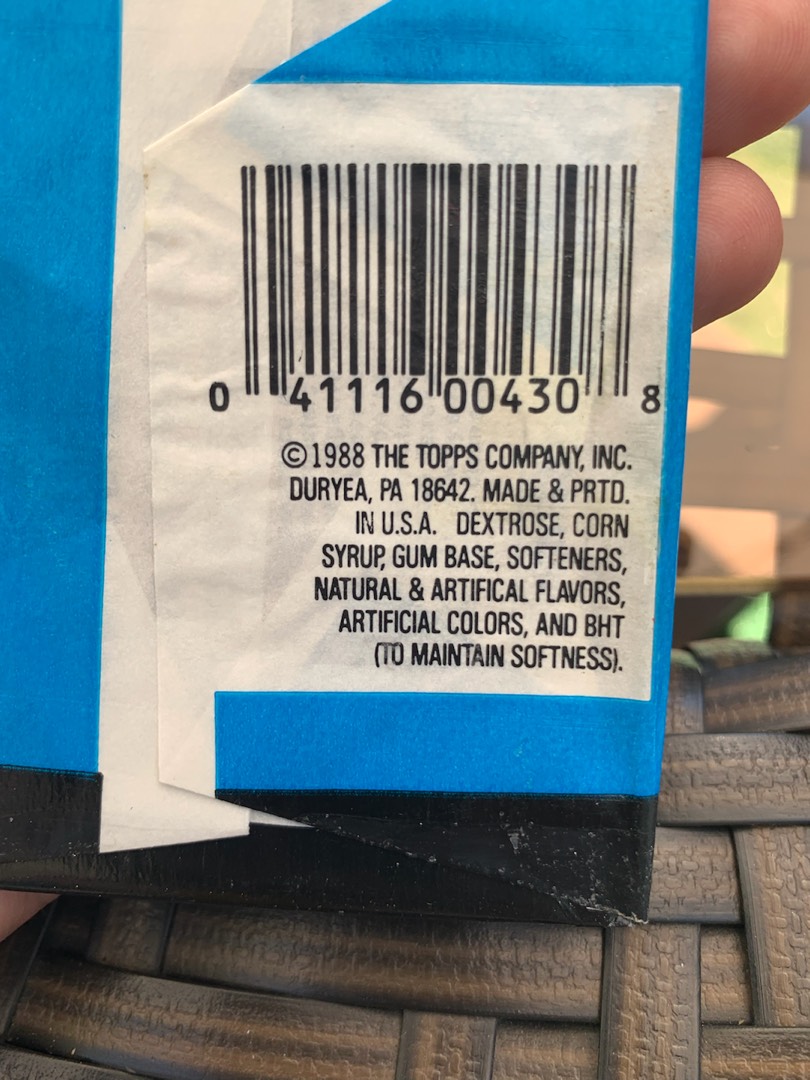 0 41116 00430 8
©1988 THE TOPPS COMPANY, INC.
DURYEA, PA 18642. MADE & PRTD.
IN U.S.A. DEXTROSE, CORN
SYRUP, GUM BASE, SOFTENERS,
NATURAL & ARTIFICAL FLAVORS,
ARTIFICIAL COLORS, AND BHT
(TO MAINTAIN SOFTNESS).